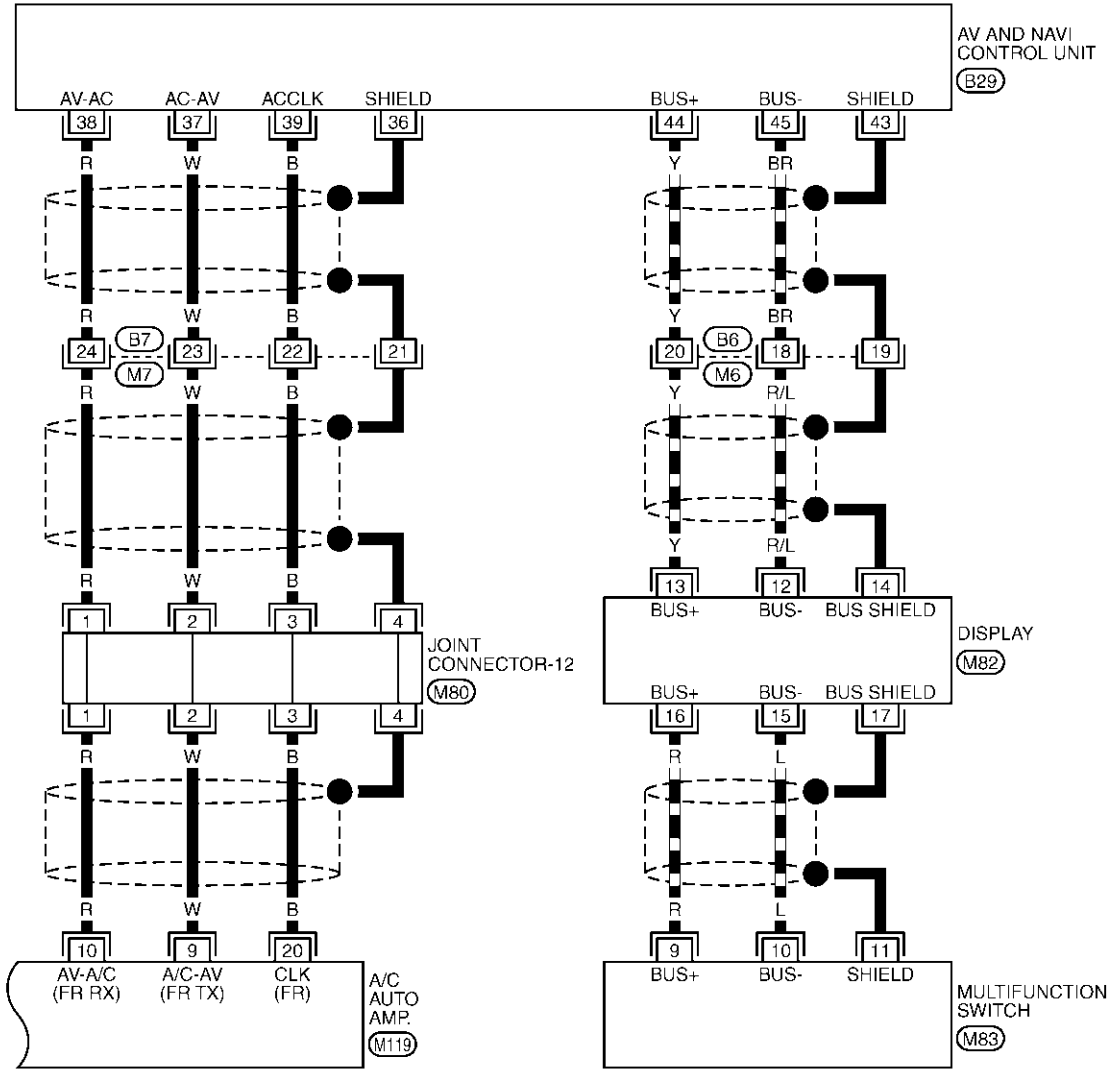 AV AND NAVI
CONTROL UNIT
B29
AV-AC AC-AV ACCLK SHIELD BUS+ BUS- SHIELD
38 37 39 36 44 45 43
R W B Y BR
R W B Y BR
24 B7 23 22 21 20 B6 18 19
M7 M6
R W B Y R/L
R W B Y R/L
13 12 14
BUS+ BUS- BUS SHIELD
1 2 3 4
JOINT
CONNECTOR-12
M80
DISPLAY
M82
BUS+ BUS- BUS SHIELD
1 2 3 4 16 15 17
R W B R L
R W B R L
10 9 20 9 10 11
AV-A/C A/C-AV CLK BUS+ BUS- SHIELD
(FR RX) (FR TX) (FR)
A/C
AUTO
AMP.
M119
MULTIFUNCTION
SWITCH
M83